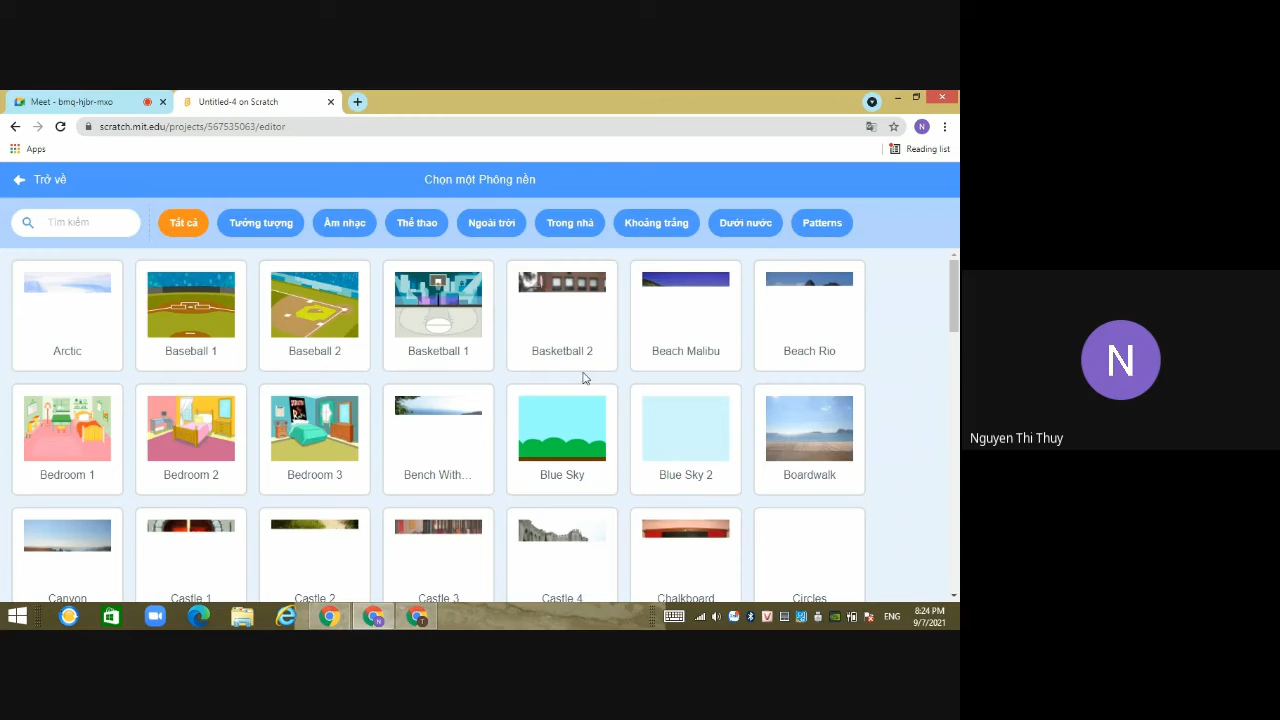 Meet - bmq-hjbr-mxo
Untitled-4 on Scratch
scratch.mit.edu/projects/567535063/editor
N
Apps
Reading list
Trở về
Chọn một Phông nền
Tìm kiếm
Tất cả
Tưởng tượng
Âm nhạc
Thể thao
Ngoài trời
Trong nhà
Khoảng trắng
Dưới nước
Patterns
Arctic
Baseball 1
Baseball 2
Basketball 1
Basketball 2
Beach Malibu
Beach Rio
Bedroom 1
Bedroom 2
Bedroom 3
Bench With...
Blue Sky
Blue Sky 2
Boardwalk
Canyon
Castle 1
Castle 2
Castle 3
Castle 4
Chalkboard
Circles
ENG
8:24 PM
9/7/2021
N
Nguyen Thi Thuy